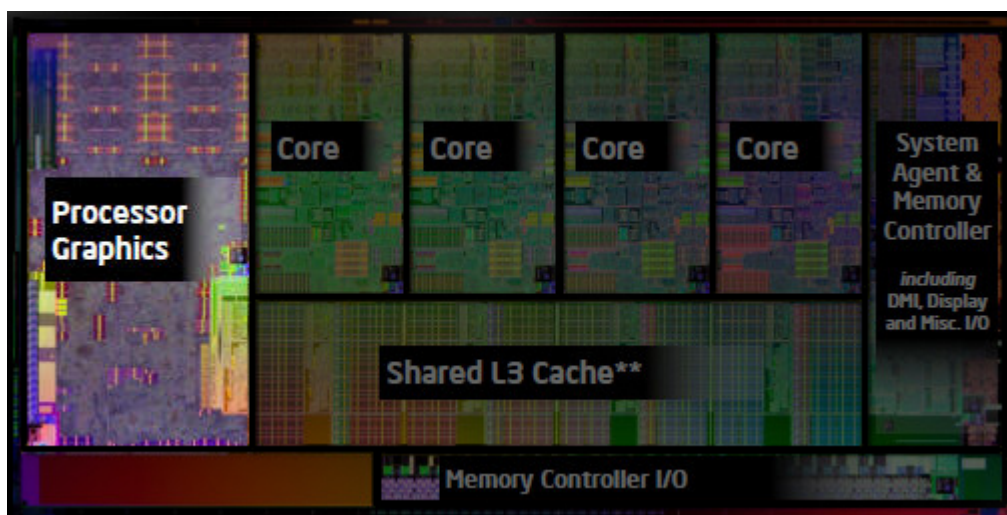 Processor
Graphics
Core
Core
Core
Core
System
Agent &
Memory
Controller
including
DMI, Display
and Misc. I/O
Shared L3 Cache**
Memory Controller I/O